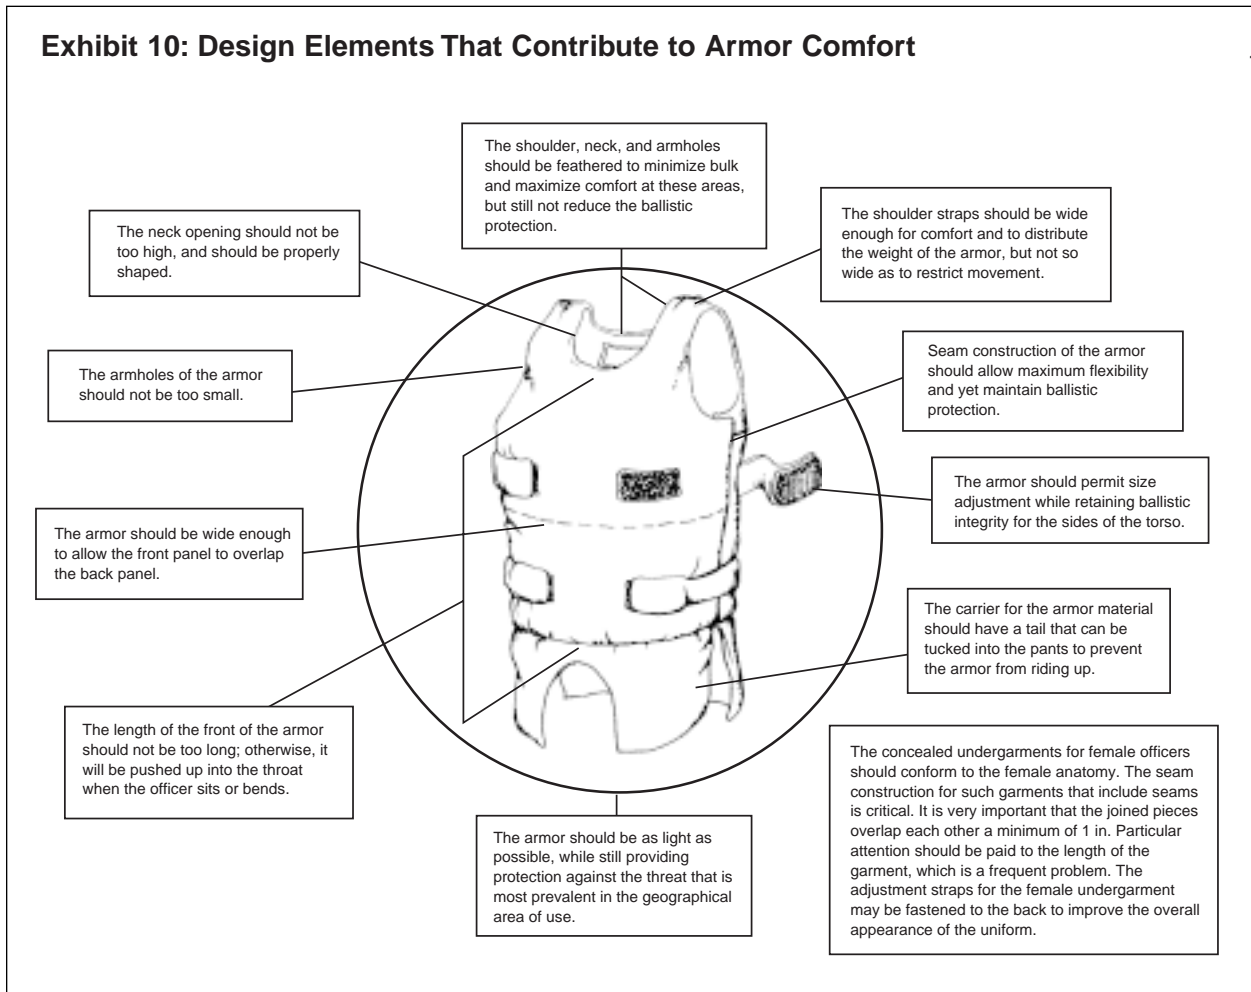 Exhibit 10: Design Elements That Contribute to Armor Comfort
The shoulder, neck, and armholes
should be feathered to minimize bulk
and maximize comfort at these areas,
but still not reduce the ballistic
protection.
The neck opening should not be
too high, and should be properly
shaped.
The shoulder straps should be wide
enough for comfort and to distribute
the weight of the armor, but not so
wide as to restrict movement.
The armholes of the armor
should not be too small.
Seam construction of the armor
should allow maximum flexibility
and yet maintain ballistic
protection.
The armor should permit size
adjustment while retaining ballistic
integrity for the sides of the torso.
The armor should be wide enough
to allow the front panel to overlap
the back panel.
The carrier for the armor material
should have a tail that can be
tucked into the pants to prevent
the armor from riding up.
The length of the front of the armor
should not be too long; otherwise, it
will be pushed up into the throat
when the officer sits or bends.
The armor should be as light as
possible, while still providing
protection against the threat that is
most prevalent in the geographical
area of use.
The concealed undergarments for female officers
should conform to the female anatomy. The seam
construction for such garments that include seams
is critical. It is very important that the joined pieces
overlap each other a minimum of 1 in. Particular
attention should be paid to the length of the
garment, which is a frequent problem. The
adjustment straps for the female undergarment
may be fastened to the back to improve the overall
appearance of the uniform.